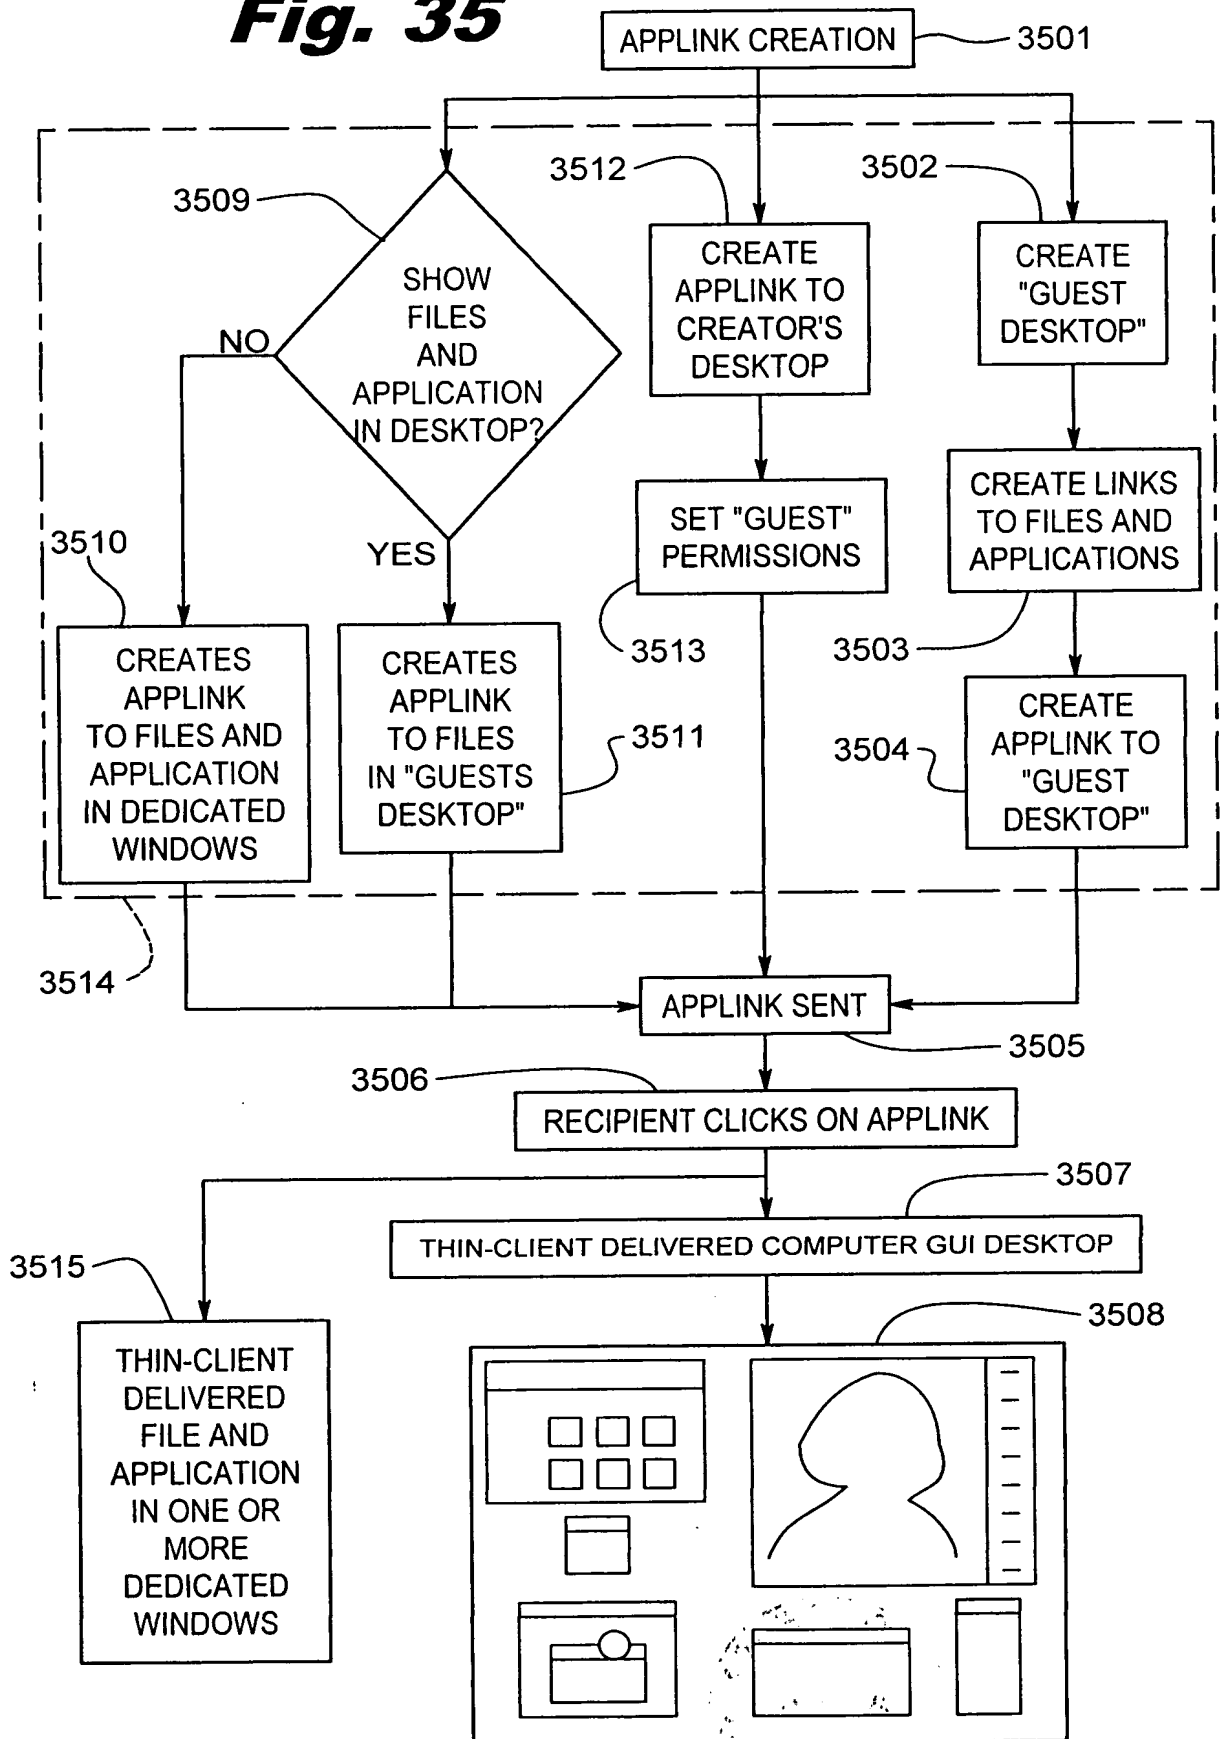 Fig. 35
APPLINK CREATION
3501
3509
SHOW
FILES
AND
APPLICATION
IN DESKTOP?
NO
YES
3512
CREATE
APPLINK TO
CREATOR'S
DESKTOP
3502
CREATE
"GUEST
DESKTOP"
SET "GUEST"
PERMISSIONS
3513
CREATE LINKS
TO FILES AND
APPLICATIONS
3503
3510
CREATES
APPLINK
TO FILES AND
APPLICATION
IN DEDICATED
WINDOWS
CREATES
APPLINK
TO FILES
IN "GUESTS
DESKTOP"
3511
3504
CREATE
APPLINK TO
"GUEST
DESKTOP"
3514
APPLINK SENT
3505
3506
RECIPIENT CLICKS ON APPLINK
3507
THIN-CLIENT DELIVERED COMPUTER GUI DESKTOP
3515
THIN-CLIENT
DELIVERED
FILE AND
APPLICATION
IN ONE OR
MORE
DEDICATED
WINDOWS
3508